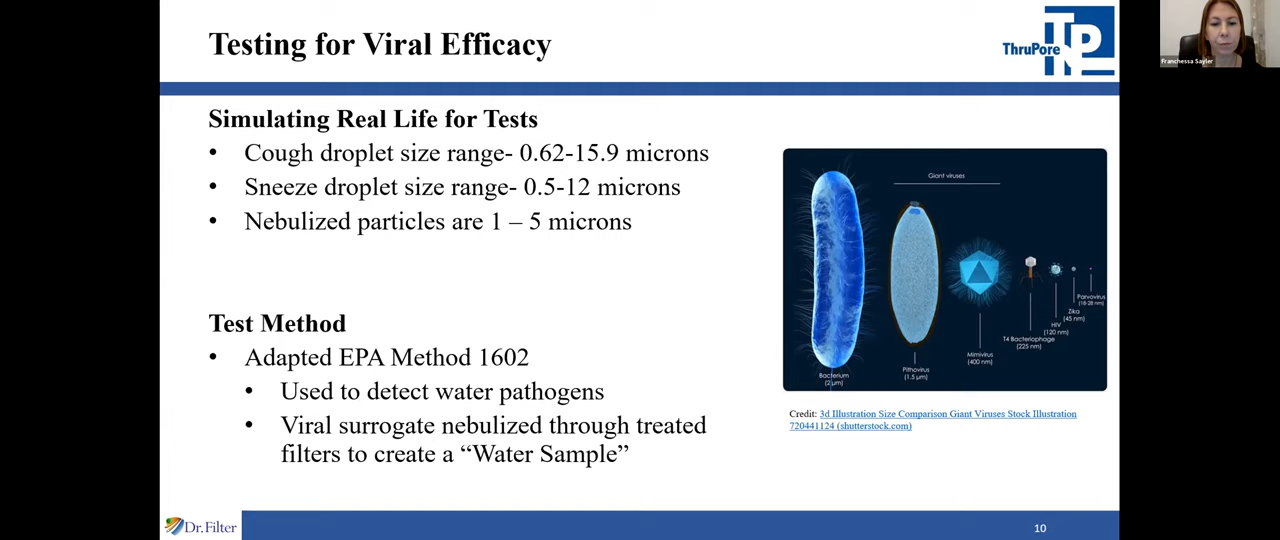 Testing for Viral Efficacy
ThruPore
TP
Franchessa Sayler
Simulating Real Life for Tests
• Cough droplet size range- 0.62-15.9 microns
• Sneeze droplet size range- 0.5-12 microns
• Nebulized particles are 1 – 5 microns
Test Method
• Adapted EPA Method 1602
• Used to detect water pathogens
• Viral surrogate nebulized through treated
filters to create a “Water Sample”
Giant viruses
Bacterium
(2 μm)
Pithovirus
(1.5 μm)
Mimivirus
(400 nm)
T4 Bacteriophage
(225 nm)
HIV
(120 nm)
Zika
(45 nm)
Parvovirus
(18-28 nm)
Credit: 3d Illustration Size Comparison Giant Viruses Stock Illustration
720441124 (shutterstock.com)
Dr.Filter
10